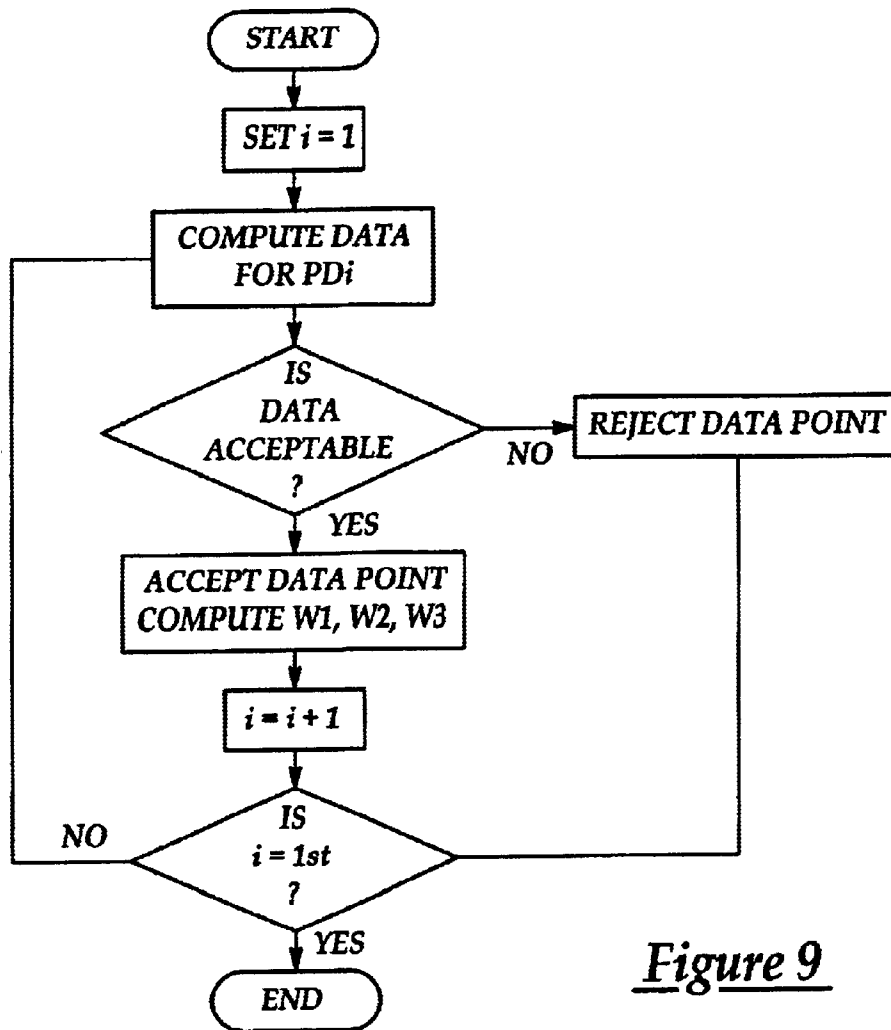 START
SET i = 1
COMPUTE DATA
FOR PDi
IS
DATA
ACCEPTABLE
?
NO
REJECT DATA POINT
YES
ACCEPT DATA POINT
COMPUTE W1, W2, W3
i = i + 1
IS
i = 1st
?
NO
YES
END
Figure 9